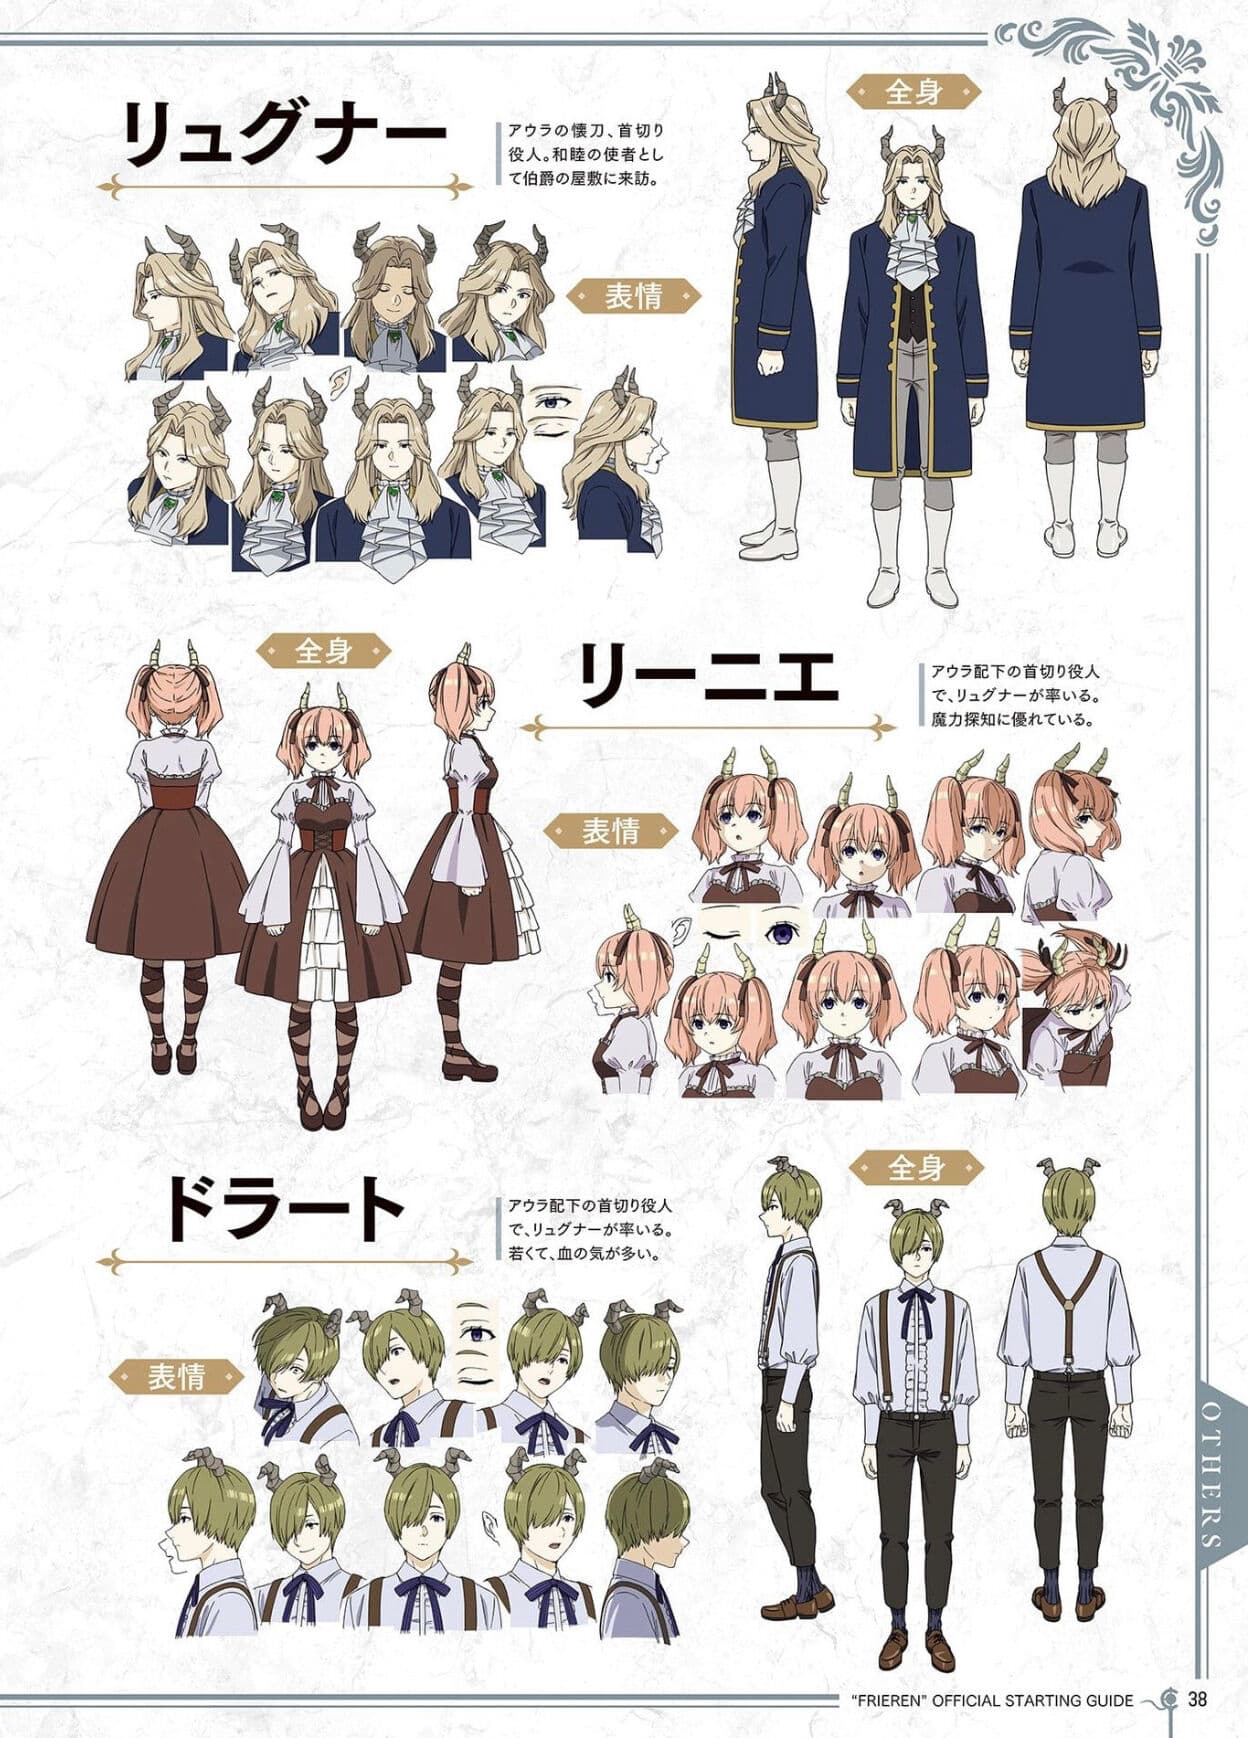 リュグナー
アウラの懐刀、首切り
役人。和睦の使者とし
て伯爵の屋敷に来訪。
全身
表情
全身
リーニエ
アウラ配下の首切り役人
で、リュグナーが率いる。
魔力探知に優れている。
表情
ドラート
アウラ配下の首切り役人
で、リュグナーが率いる。
若くて、血の気が多い。
全身
表情
OTHERS
“FRIEREN” OFFICIAL STARTING GUIDE
38